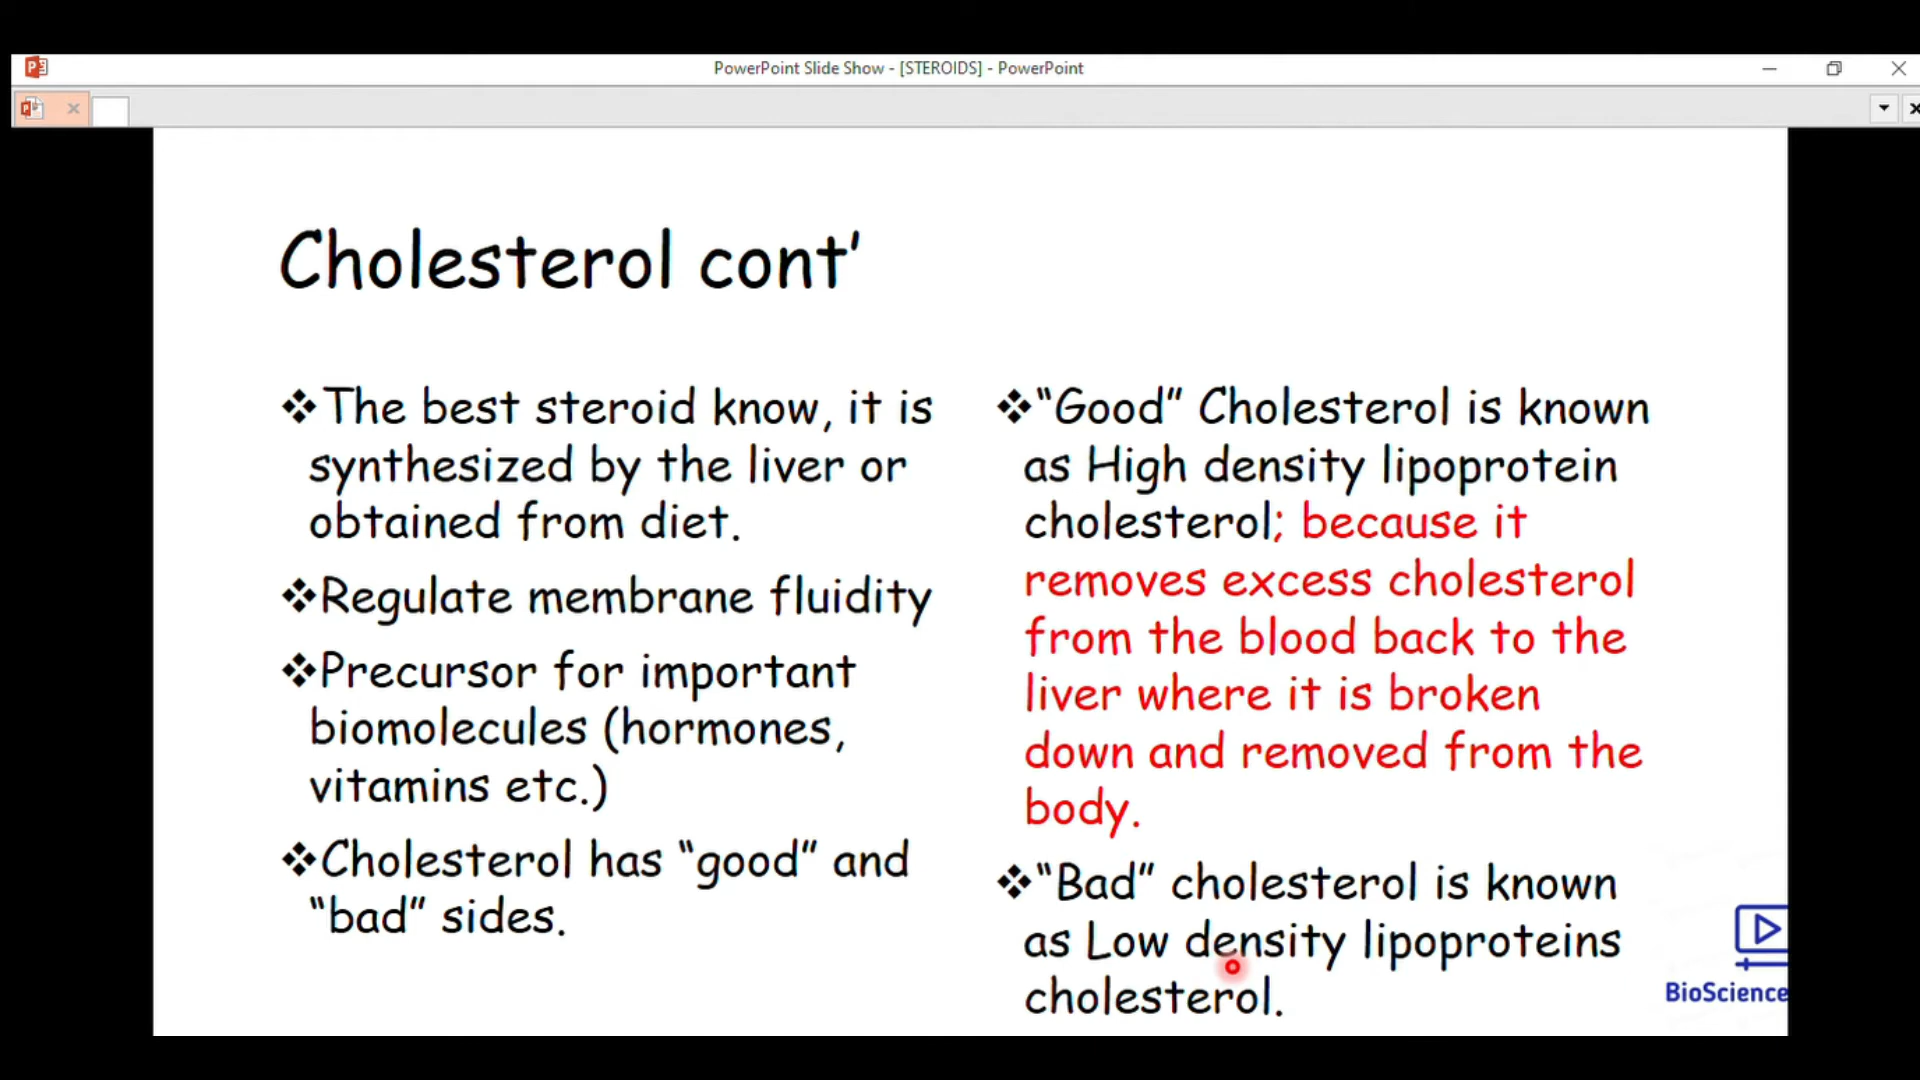 PowerPoint Slide Show - [STEROIDS] - PowerPoint
Cholesterol cont’
❖The best steroid know, it is
synthesized by the liver or
obtained from diet.
❖Regulate membrane fluidity
❖Precursor for important
biomolecules (hormones,
vitamins etc.)
❖Cholesterol has “good” and
“bad” sides.
❖“Good” Cholesterol is known
as High density lipoprotein
cholesterol; because it
removes excess cholesterol
from the blood back to the
liver where it is broken
down and removed from the
body.
❖“Bad” cholesterol is known
as Low density lipoproteins
cholesterol.
BioScience